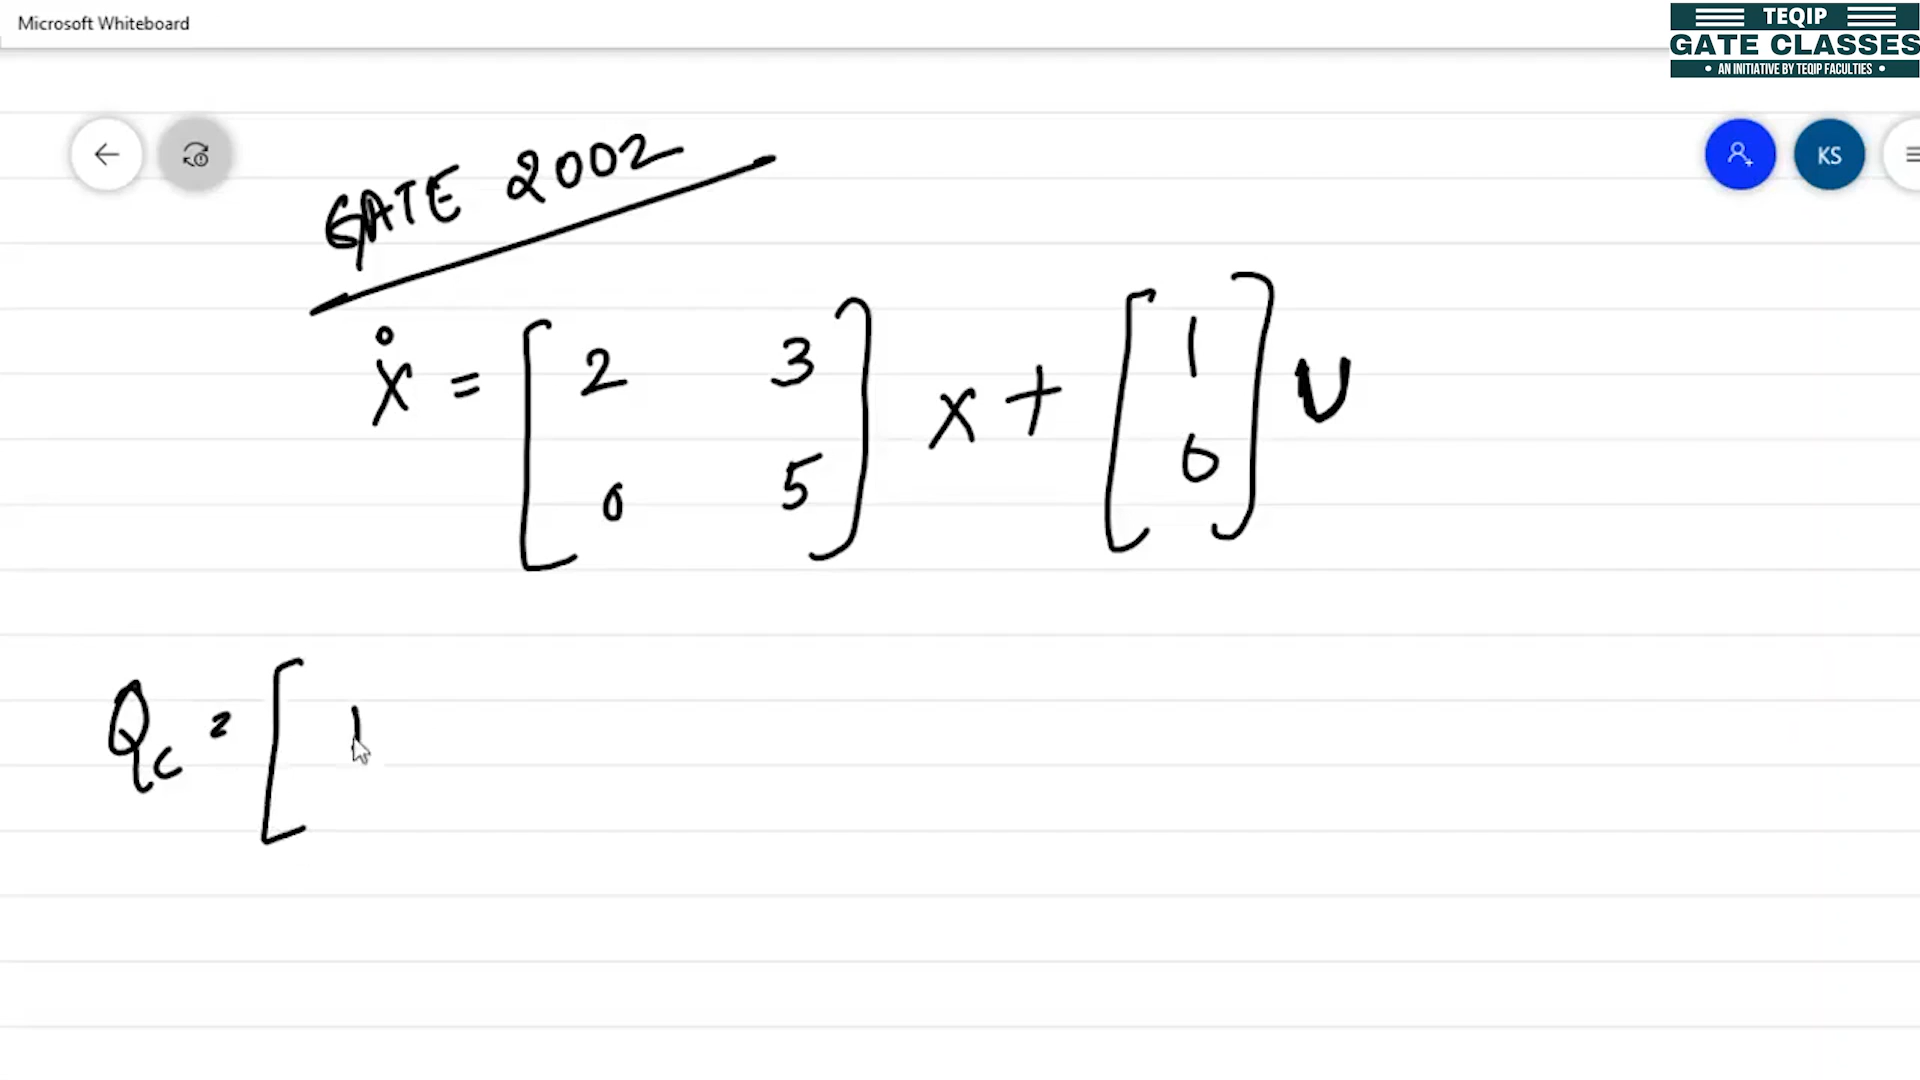 Microsoft Whiteboard
TEQIP
GATE CLASSES
• AN INITIATIVE BY TEQIP FACULTIES •
KS
GATE 2002
Ẋ = [ 2 3 ; 0 5 ] X + [ 1 ; 0 ] U
Qc = [ 1